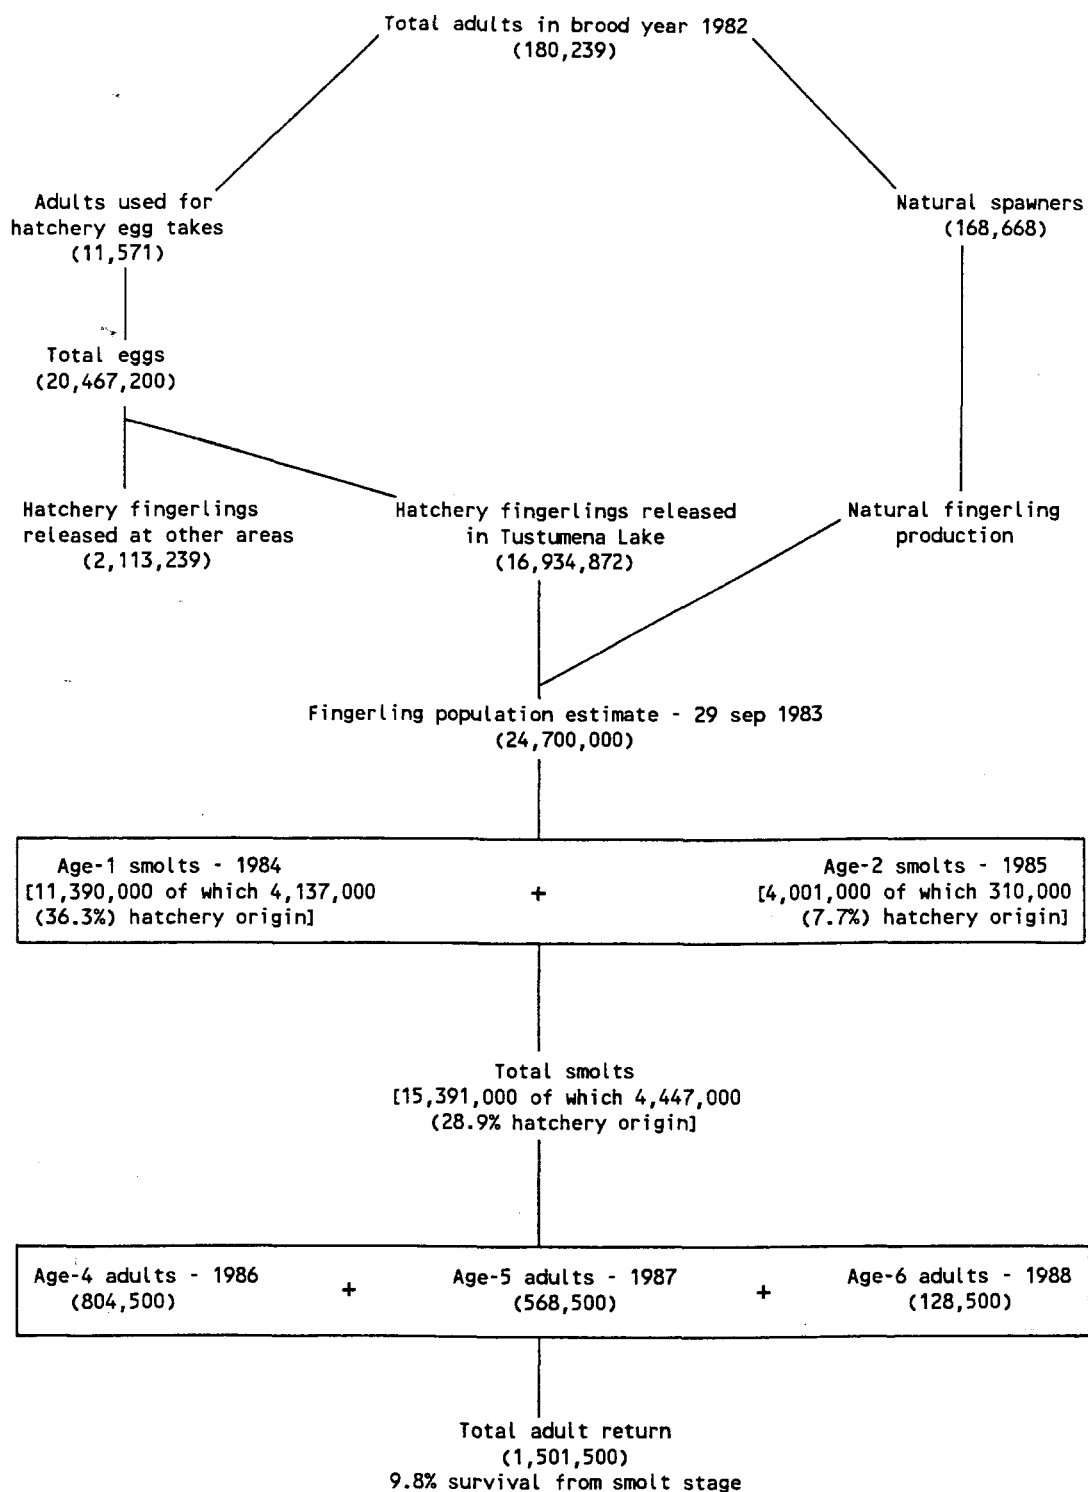 Total adults in brood year 1982
(180,239)
Adults used for
hatchery egg takes
(11,571)
Natural spawners
(168,668)
Total eggs
(20,467,200)
Hatchery fingerlings
released at other areas
(2,113,239)
Hatchery fingerlings released
in Tustumena Lake
(16,934,872)
Natural fingerling
production
Fingerling population estimate - 29 sep 1983
(24,700,000)
Age-1 smolts - 1984
[11,390,000 of which 4,137,000
(36.3%) hatchery origin]
+
Age-2 smolts - 1985
[4,001,000 of which 310,000
(7.7%) hatchery origin]
Total smolts
[15,391,000 of which 4,447,000
(28.9% hatchery origin]
Age-4 adults - 1986
(804,500)
+
Age-5 adults - 1987
(568,500)
+
Age-6 adults - 1988
(128,500)
Total adult return
(1,501,500)
9.8% survival from smolt stage